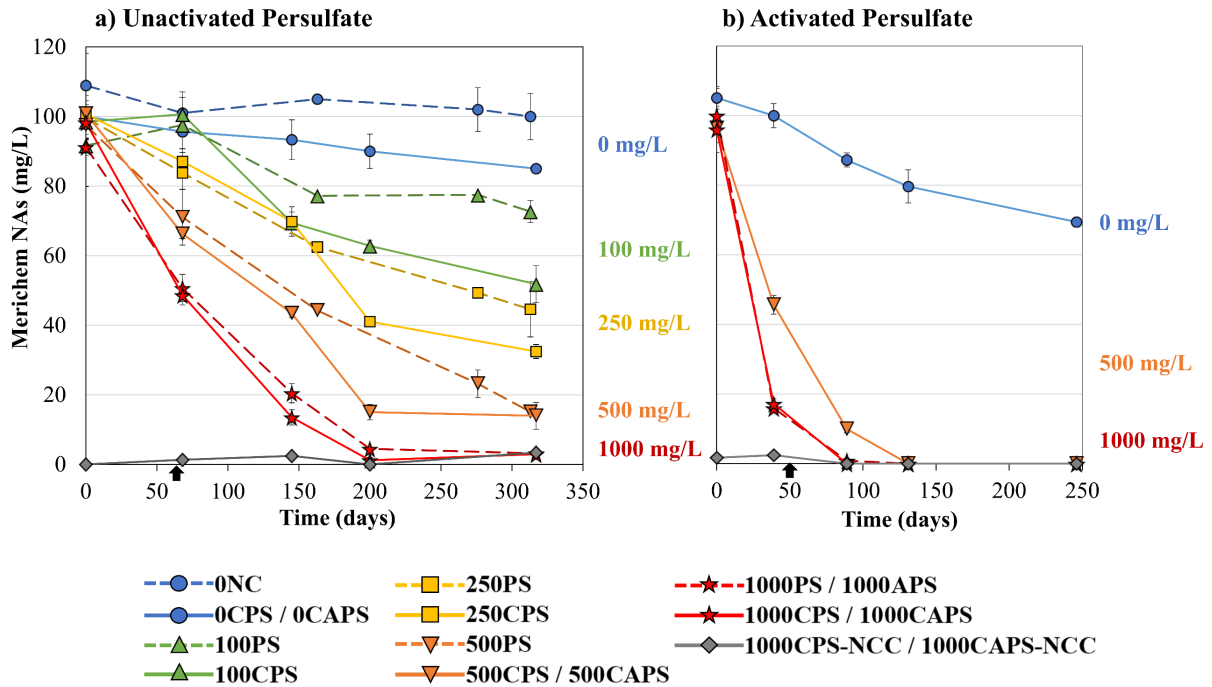 a) Unactivated Persulfate
b) Activated Persulfate
Merichem NAs (mg/L)
120
100
80
60
40
20
0
0 50 100 150 200 250 300 350
Time (days)
0 mg/L
100 mg/L
250 mg/L
500 mg/L
1000 mg/L
0 50 100 150 200 250
Time (days)
0 mg/L
500 mg/L
1000 mg/L
0NC
0CPS / 0CAPS
100PS
100CPS
250PS
250CPS
500PS
500CPS / 500CAPS
1000PS / 1000APS
1000CPS / 1000CAPS
1000CPS-NCC / 1000CAPS-NCC